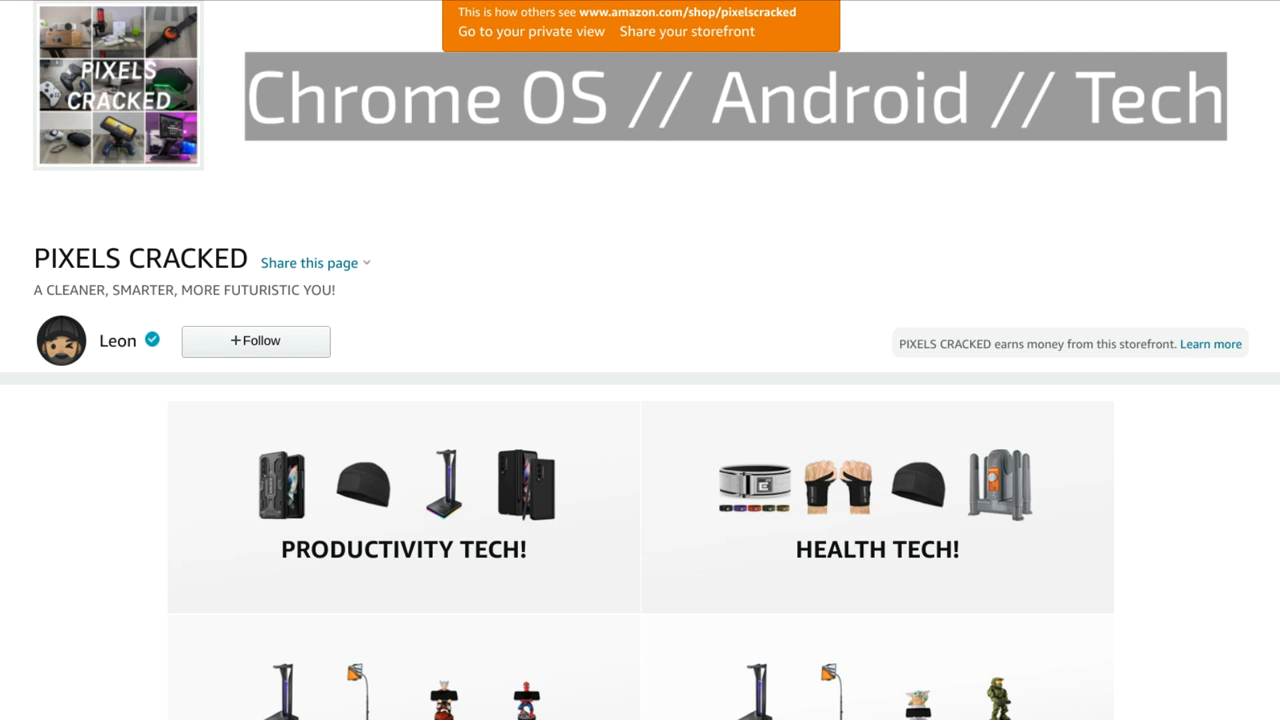 This is how others see www.amazon.com/shop/pixelscracked
Go to your private view Share your storefront
PIXELS
CRACKED
Chrome OS // Android // Tech
PIXELS CRACKED Share this page
A CLEANER, SMARTER, MORE FUTURISTIC YOU!
Leon +Follow
PIXELS CRACKED earns money from this storefront. Learn more
PRODUCTIVITY TECH!
HEALTH TECH!